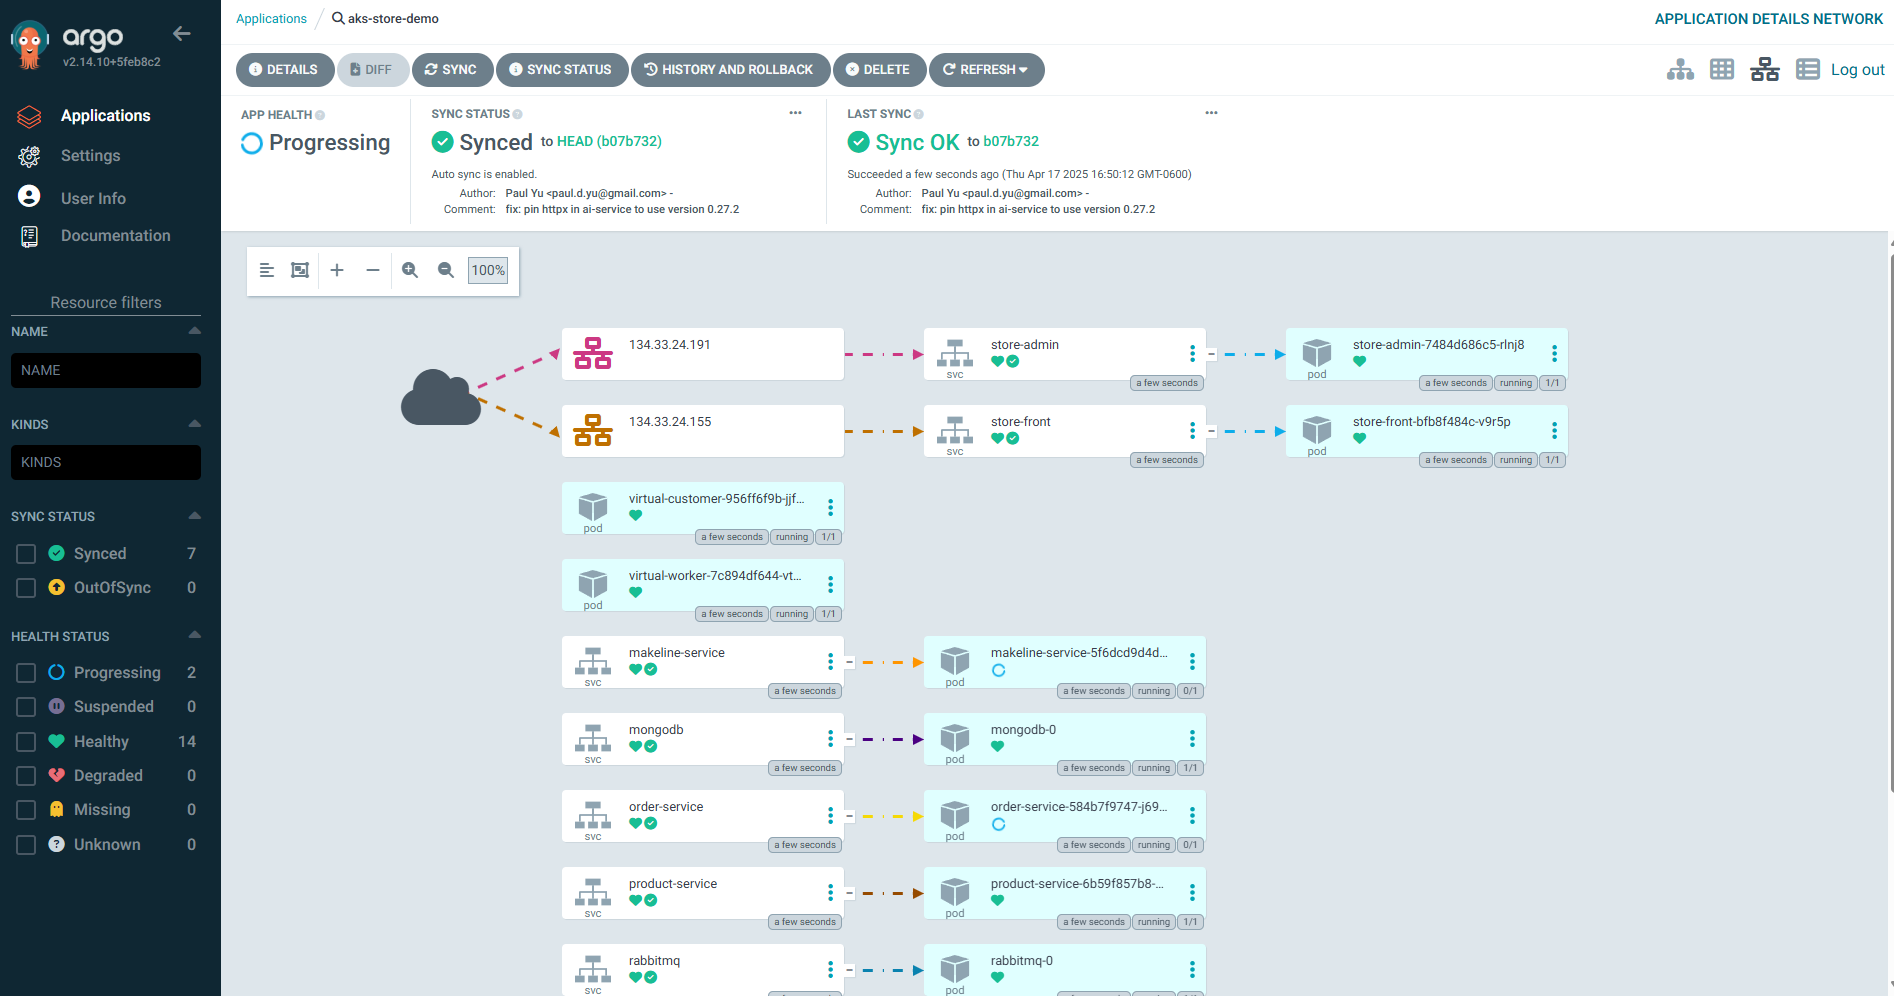 argo
v2.14.10+5feb8c2
Applications
Settings
User Info
Documentation
Resource filters
NAME
NAME
KINDS
KINDS
SYNC STATUS
Synced 7
OutOfSync 0
HEALTH STATUS
Progressing 2
Suspended 0
Healthy 14
Degraded 0
Missing 0
Unknown 0
Applications / aks-store-demo
APPLICATION DETAILS NETWORK
DETAILS DIFF SYNC SYNC STATUS HISTORY AND ROLLBACK DELETE REFRESH
Log out
APP HEALTH
Progressing
SYNC STATUS
Synced to HEAD (b07b732)
Auto sync is enabled.
Author: Paul Yu <paul.d.yu@gmail.com> -
Comment: fix: pin httpx in ai-service to use version 0.27.2
LAST SYNC
Sync OK to b07b732
Succeeded a few seconds ago (Thu Apr 17 2025 16:50:12 GMT-0600)
Author: Paul Yu <paul.d.yu@gmail.com> -
Comment: fix: pin httpx in ai-service to use version 0.27.2
100%
134.33.24.191
store-admin
svc
a few seconds
store-admin-7484d686c5-rlnj8
pod
a few seconds running 1/1
134.33.24.155
store-front
svc
a few seconds
store-front-bfb8f484c-v9r5p
pod
a few seconds running 1/1
virtual-customer-956ff6f9b-jjf...
pod
a few seconds running 1/1
virtual-worker-7c894df644-vt...
pod
a few seconds running 1/1
makeline-service
svc
a few seconds
makeline-service-5f6dcd9d4d...
pod
a few seconds running 0/1
mongodb
svc
a few seconds
mongodb-0
pod
a few seconds running 1/1
order-service
svc
a few seconds
order-service-584b7f9747-j69...
pod
a few seconds running 0/1
product-service
svc
a few seconds
product-service-6b59f857b8-...
pod
a few seconds running 1/1
rabbitmq
svc
rabbitmq-0
pod